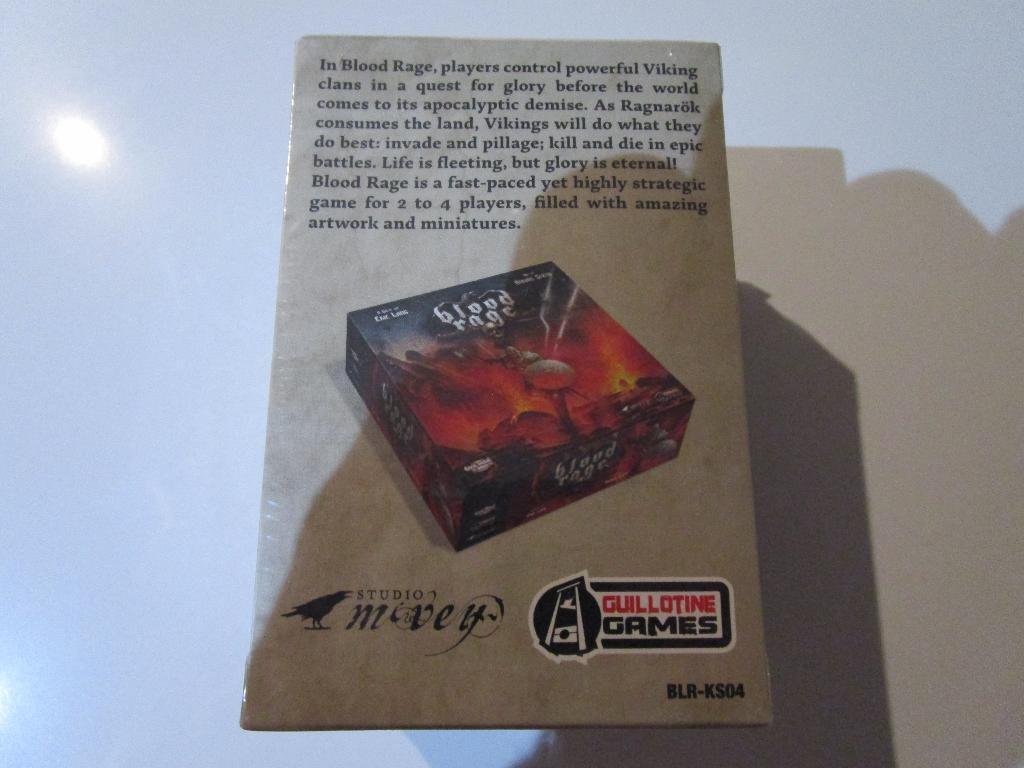 In Blood Rage, players control powerful Viking
clans in a quest for glory before the world
comes to its apocalyptic demise. As Ragnarök
consumes the land, Vikings will do what they
do best: invade and pillage; kill and die in epic
battles. Life is fleeting, but glory is eternal!
Blood Rage is a fast-paced yet highly strategic
game for 2 to 4 players, filled with amazing
artwork and miniatures.
Eric Lang
blood
rage
blood
rage
blood
rage
STUDIO
mcvey
GUILLOTINE
GAMES
BLR-KS04